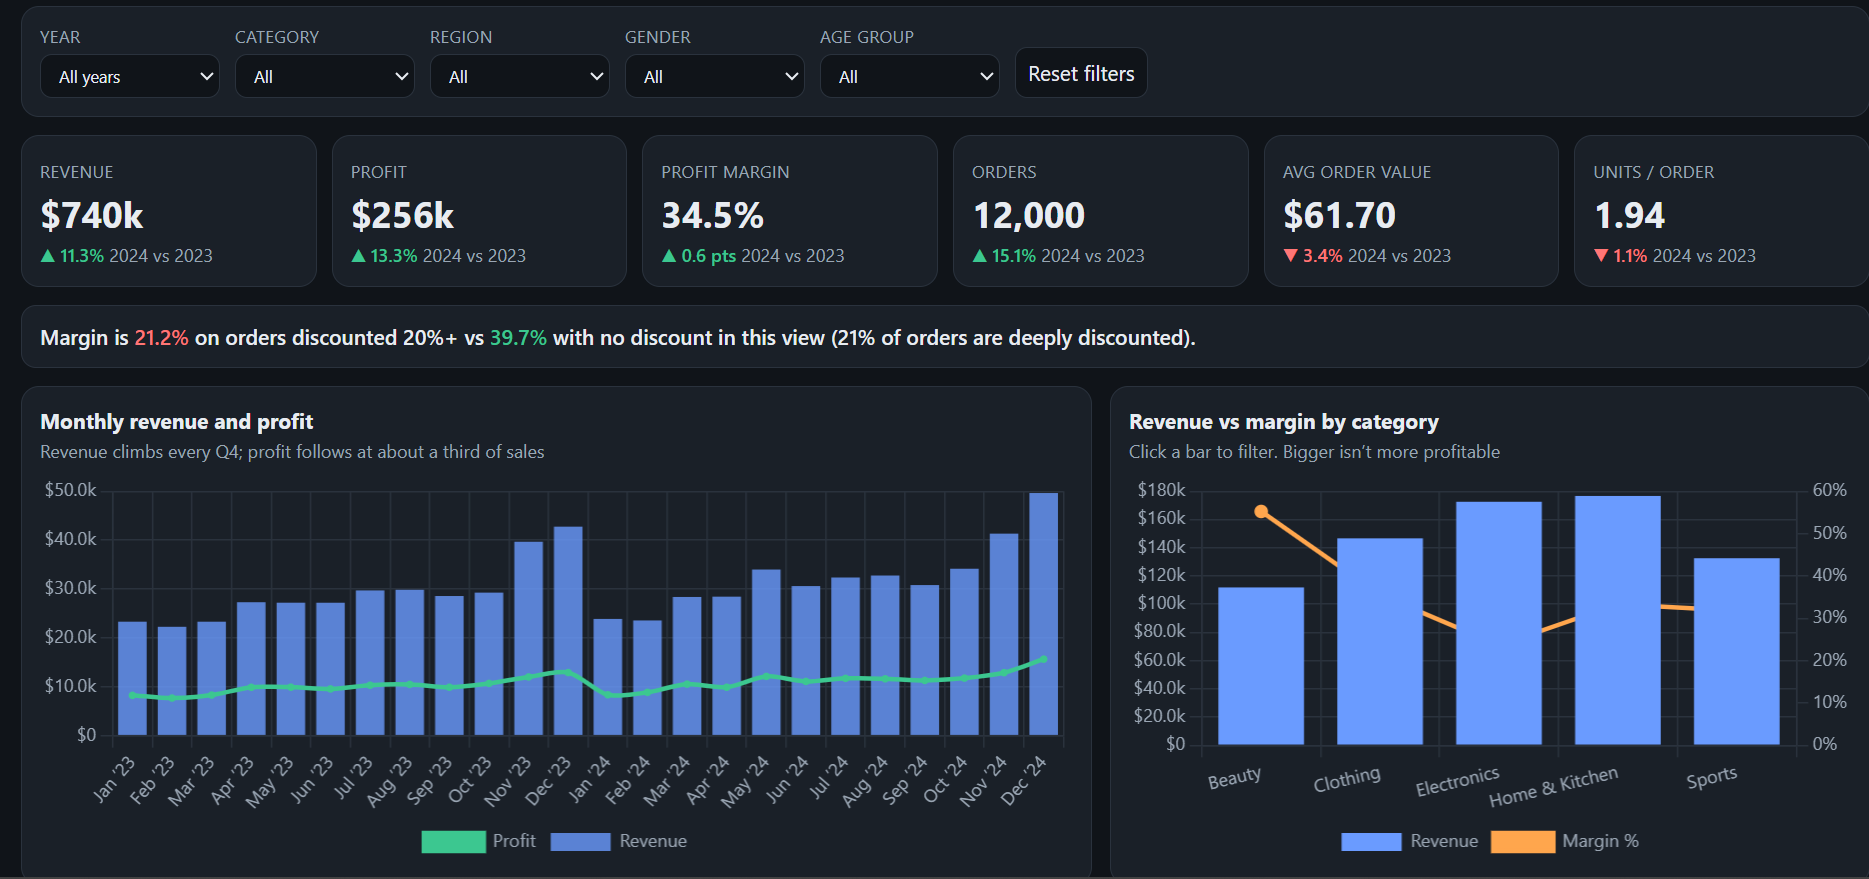 YEAR CATEGORY REGION GENDER AGE GROUP
All years All All All All Reset filters
REVENUE PROFIT PROFIT MARGIN ORDERS AVG ORDER VALUE UNITS / ORDER
$740k $256k 34.5% 12,000 $61.70 1.94
▲ 11.3% 2024 vs 2023 ▲ 13.3% 2024 vs 2023 ▲ 0.6 pts 2024 vs 2023 ▲ 15.1% 2024 vs 2023 ▼ 3.4% 2024 vs 2023 ▼ 1.1% 2024 vs 2023
Margin is 21.2% on orders discounted 20%+ vs 39.7% with no discount in this view (21% of orders are deeply discounted).
Monthly revenue and profit
Revenue climbs every Q4; profit follows at about a third of sales
$50.0k
$40.0k
$30.0k
$20.0k
$10.0k
$0
Jan '23 Feb '23 Mar '23 Apr '23 May '23 Jun '23 Jul '23 Aug '23 Sep '23 Oct '23 Nov '23 Dec '23 Jan '24 Feb '24 Mar '24 Apr '24 May '24 Jun '24 Jul '24 Aug '24 Sep '24 Oct '24 Nov '24 Dec '24
Profit Revenue
Revenue vs margin by category
Click a bar to filter. Bigger isn’t more profitable
$180k
$160k
$140k
$120k
$100k
$80.0k
$60.0k
$40.0k
$20.0k
$0
60%
50%
40%
30%
20%
10%
0%
Beauty Clothing Electronics Home & Kitchen Sports
Revenue Margin %